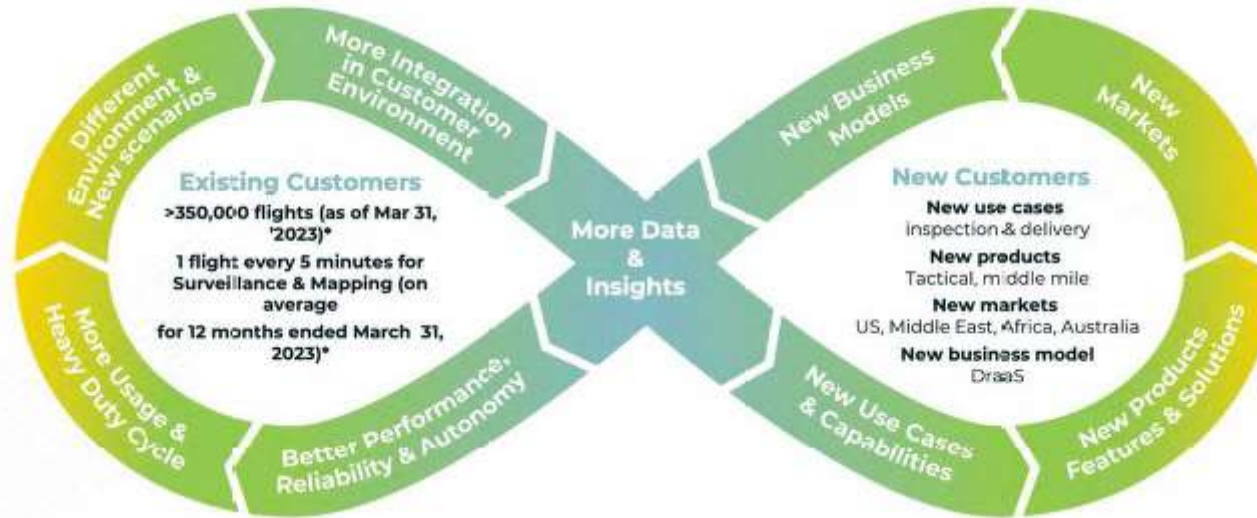 Different
Environment &
New scenarios
More Integration
in Customer
Environment
Existing Customers
>350,000 flights (as of Mar 31,
'2023)*
1 flight every 5 minutes for
Surveillance & Mapping (on
average
for 12 months ended March 31,
2023)*
More Usage &
Heavy Duty Cycle
Better Performance,
Reliability & Autonomy
More Data
&
Insights
New Business
Models
New
Markets
New Customers
New use cases
inspection & delivery
New products
Tactical, middle mile
New markets
US, Middle East, Africa, Australia
New business model
DraaS
New Use Cases
& Capabilities
New Products
Features & Solutions